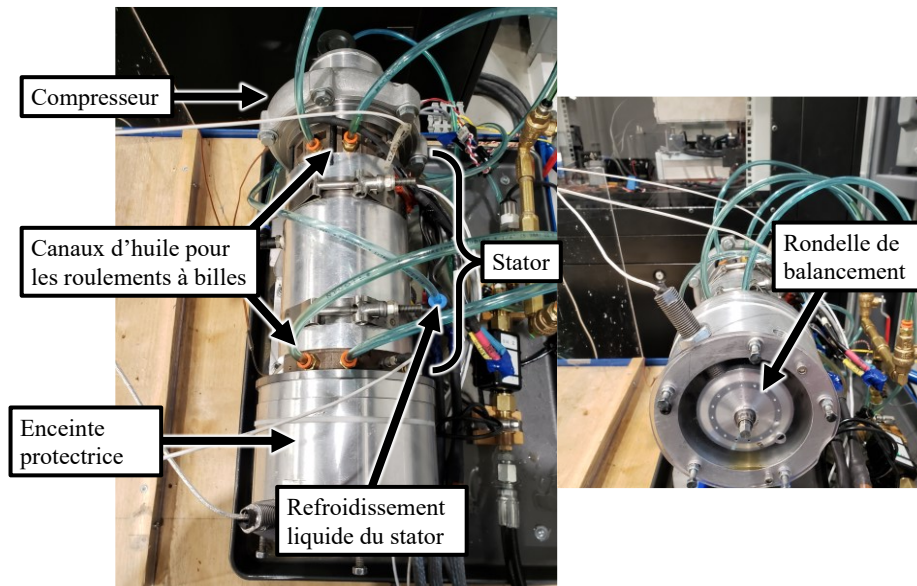 Compresseur
Canaux d'huile pour
les roulements à billes
Stator
Enceinte
protectrice
Refroidissement
liquide du stator
Rondelle de
balancement